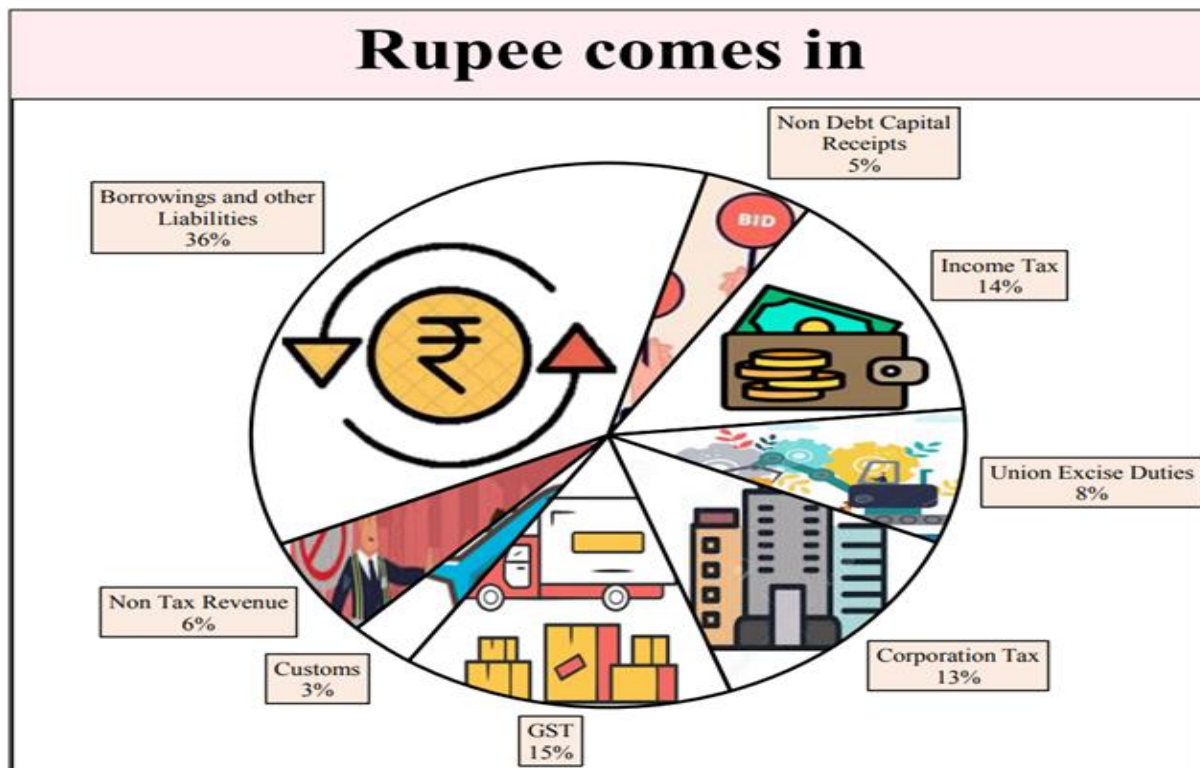 Rupee comes in
Non Debt Capital
Receipts
5%
BID
Borrowings and other
Liabilities
36%
₹
Income Tax
14%
Union Excise Duties
8%
Non Tax Revenue
6%
Corporation Tax
13%
Customs
3%
GST
15%